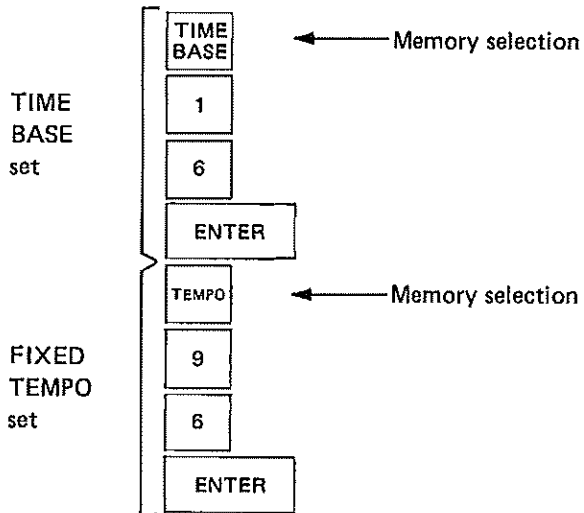 TIME
BASE
Memory selection
TIME
BASE
set
1
6
ENTER
TEMPO
Memory selection
FIXED
TEMPO
set
9
6
ENTER